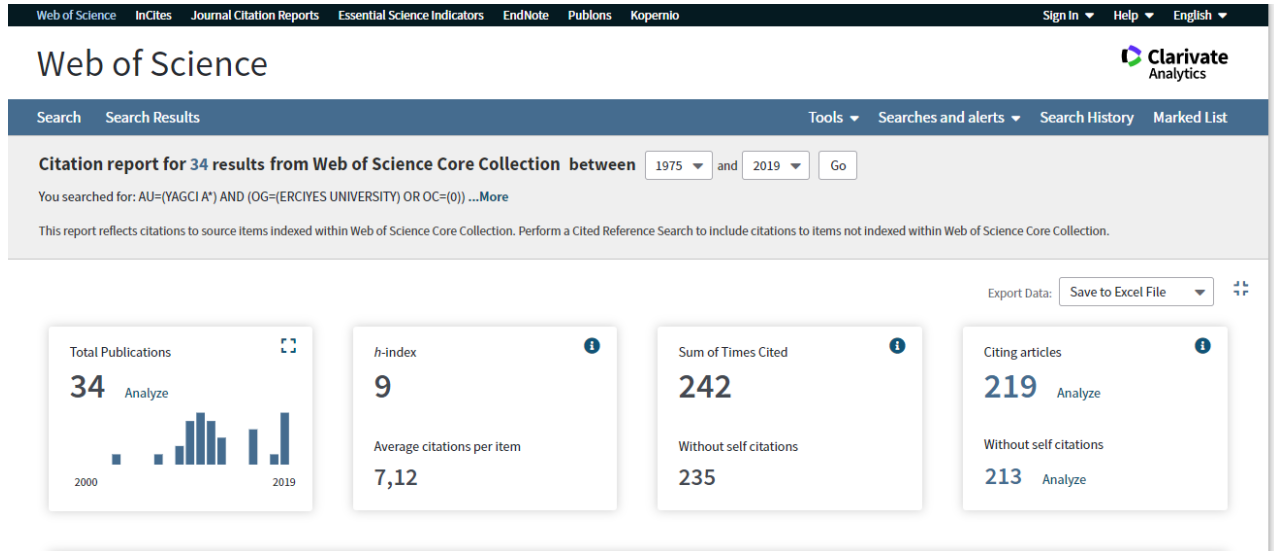 Web of Science InCites Journal Citation Reports Essential Science Indicators EndNote Publons Kopernio Sign In Help English
Web of Science
Clarivate
Analytics
Search Search Results Tools Searches and alerts Search History Marked List
Citation report for 34 results from Web of Science Core Collection between 1975 and 2019 Go
You searched for: AU=(YAGCI A*) AND (OG=(ERCIYES UNIVERSITY) OR OC=(0)) ...More
This report reflects citations to source items indexed within Web of Science Core Collection. Perform a Cited Reference Search to include citations to items not indexed within Web of Science Core Collection.
Export Data: Save to Excel File
Total Publications
34 Analyze
2000 2019
h-index
9
Average citations per item
7,12
Sum of Times Cited
242
Without self citations
235
Citing articles
219 Analyze
Without self citations
213 Analyze